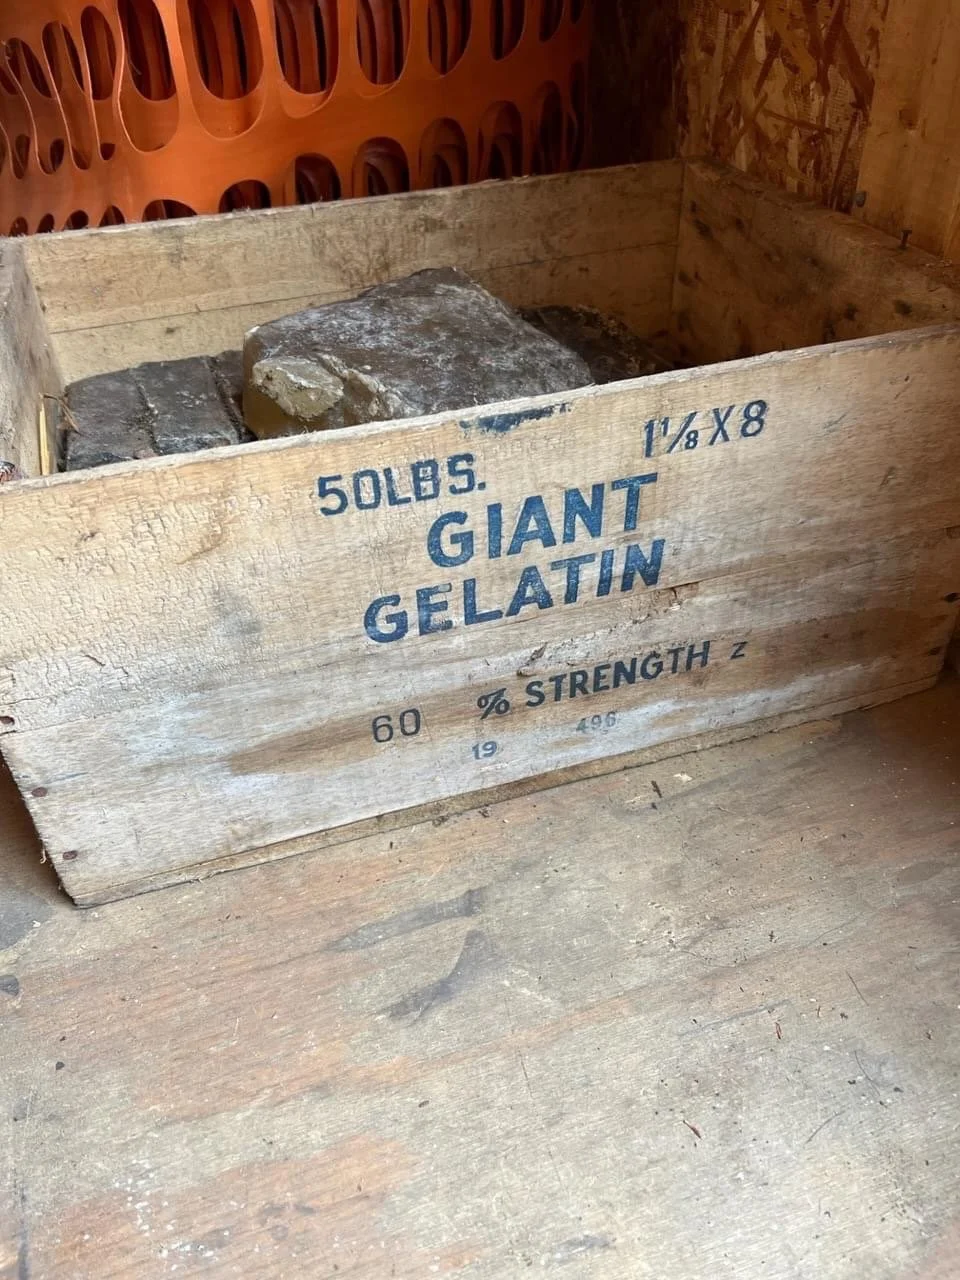 50LBS. 1⅛ X 8
GIANT
GELATIN
60 % STRENGTH Z
19 496